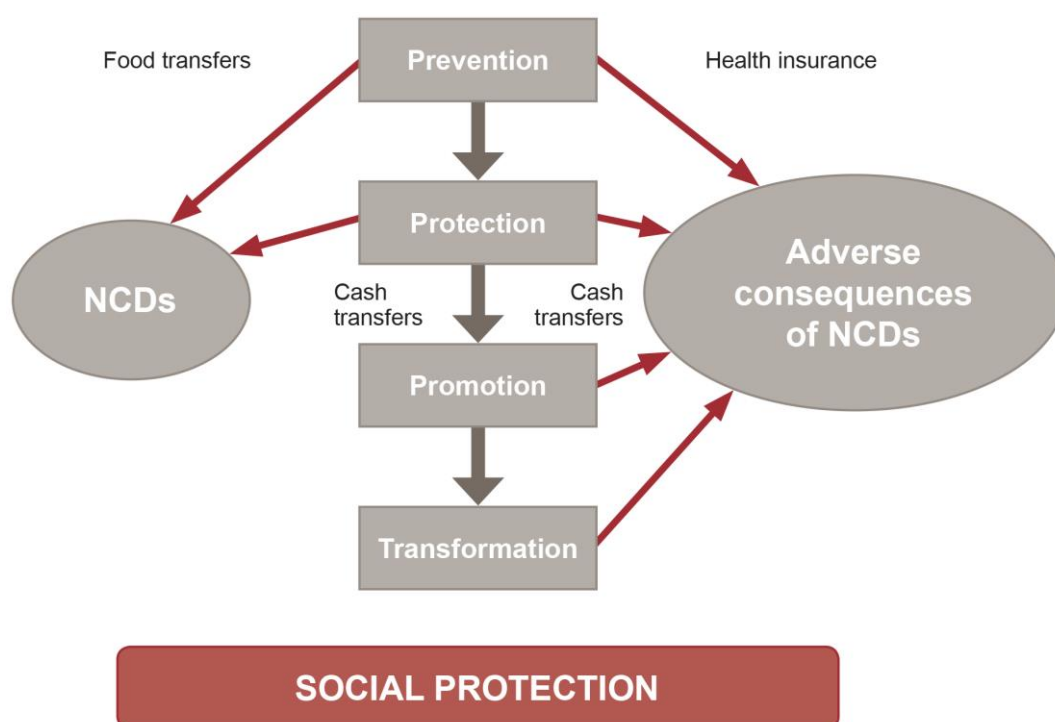 Food transfers
Prevention
Health insurance
Protection
NCDs
Adverse
consequences
of NCDs
Cash
transfers
Cash
transfers
Promotion
Transformation
SOCIAL PROTECTION